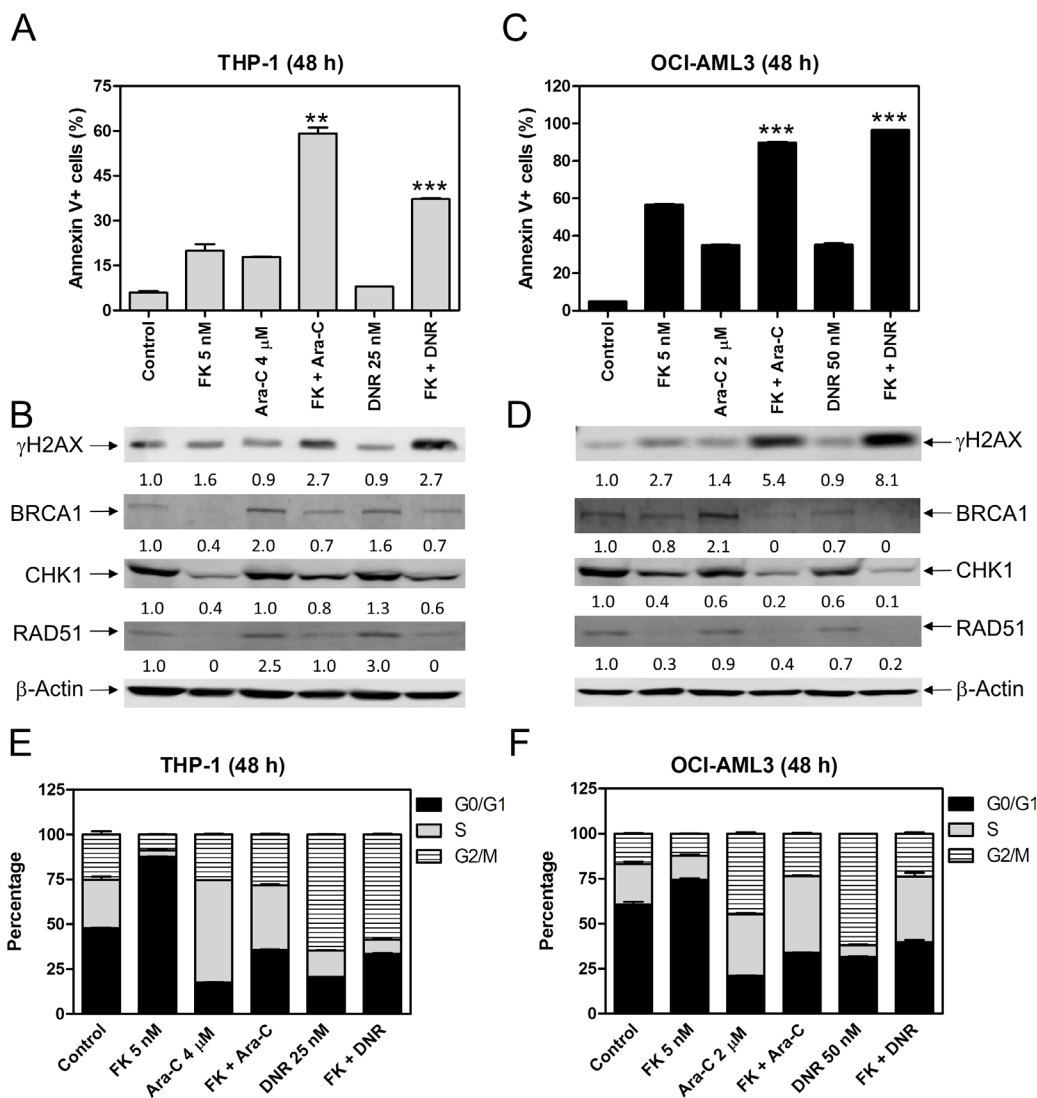 A
THP-1 (48 h)
Annexin V+ cells (%)
75
60
45
30
15
0
**
***
Control
FK 5 nM
Ara-C 4 μM
FK + Ara-C
DNR 25 nM
FK + DNR
C
OCI-AML3 (48 h)
Annexin V+ cells (%)
120
100
80
60
40
20
0
***
***
Control
FK 5 nM
Ara-C 2 μM
FK + Ara-C
DNR 50 nM
FK + DNR
B
γH2AX
1.0 1.6 0.9 2.7 0.9 2.7
BRCA1
1.0 0.4 2.0 0.7 1.6 0.7
CHK1
1.0 0.4 1.0 0.8 1.3 0.6
RAD51
1.0 0 2.5 1.0 3.0 0
β-Actin
D
γH2AX
1.0 2.7 1.4 5.4 0.9 8.1
BRCA1
1.0 0.8 2.1 0 0.7 0
CHK1
1.0 0.4 0.6 0.2 0.6 0.1
RAD51
1.0 0.3 0.9 0.4 0.7 0.2
β-Actin
E
THP-1 (48 h)
Percentage
125
100
75
50
25
0
G0/G1
S
G2/M
Control
FK 5 nM
Ara-C 4 μM
FK + Ara-C
DNR 25 nM
FK + DNR
F
OCI-AML3 (48 h)
Percentage
125
100
75
50
25
0
G0/G1
S
G2/M
Control
FK 5 nM
Ara-C 2 μM
FK + Ara-C
DNR 50 nM
FK + DNR